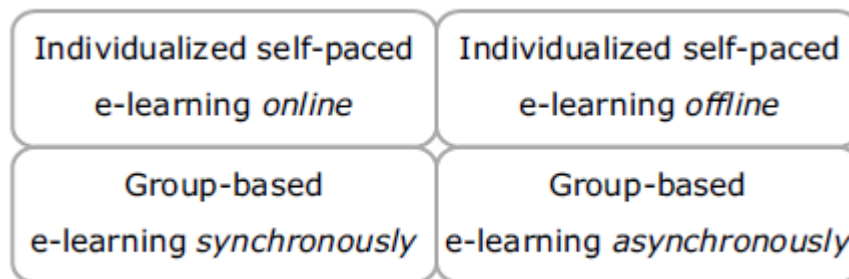 Individualized self-paced
e-learning online
Individualized self-paced
e-learning offline
Group-based
e-learning synchronously
Group-based
e-learning asynchronously